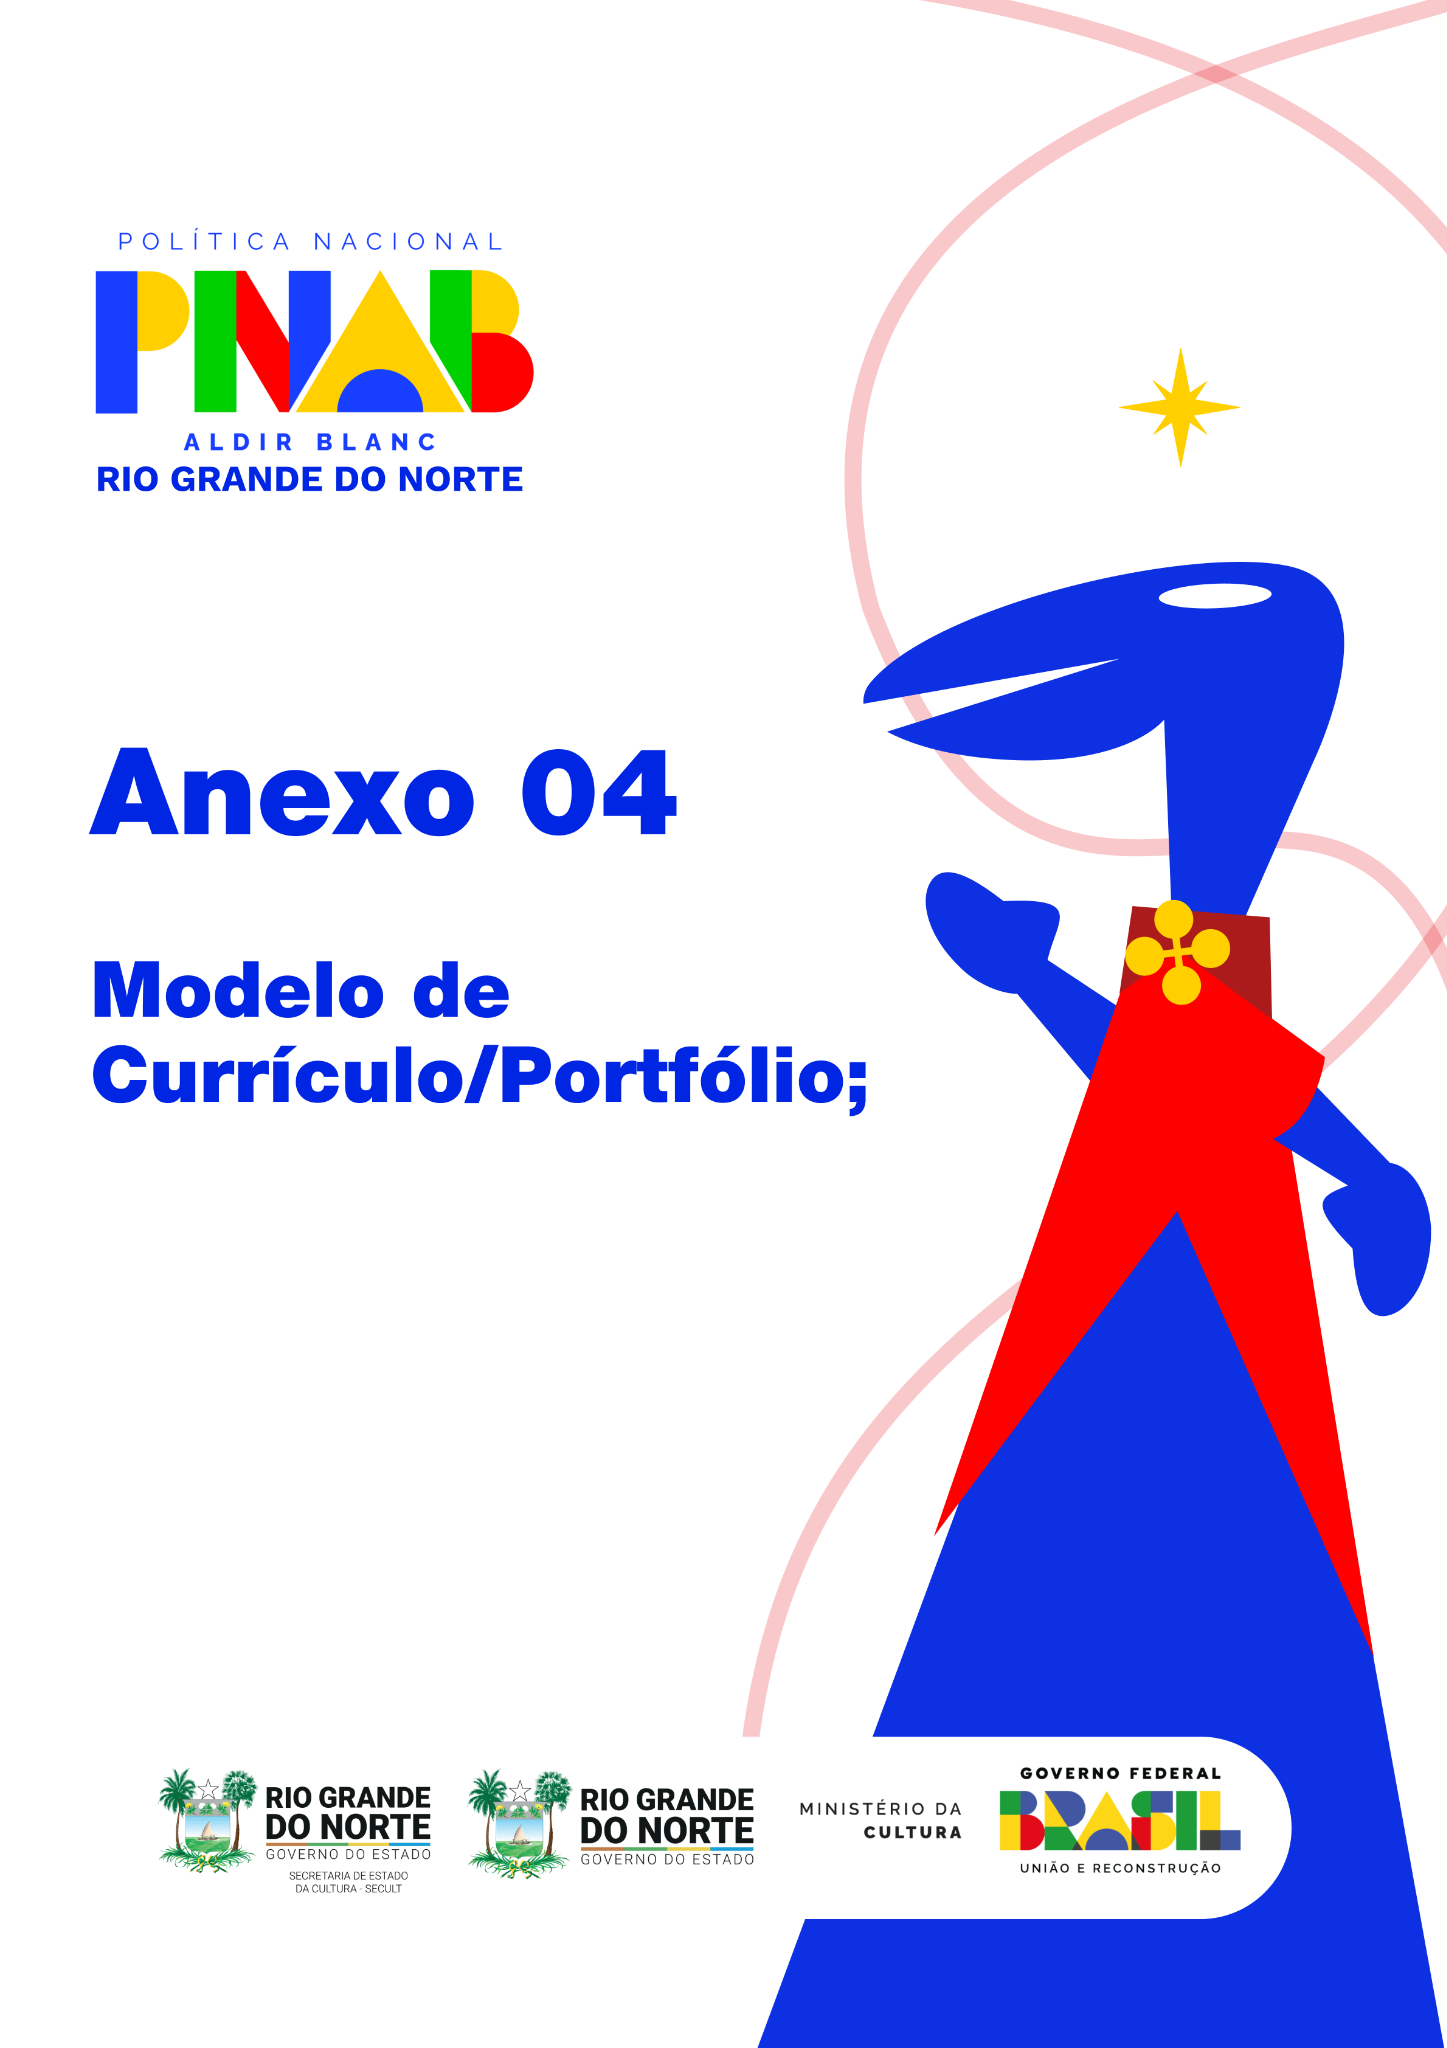 POLÍTICA NACIONAL
PNAB
ALDIR BLANC
RIO GRANDE DO NORTE
Anexo 04
Modelo de
Currículo/Portfólio;
RIO GRANDE
DO NORTE
GOVERNO DO ESTADO
SECRETARIA DE ESTADO
DA CULTURA - SECULT
RIO GRANDE
DO NORTE
GOVERNO DO ESTADO
MINISTÉRIO DA
CULTURA
GOVERNO FEDERAL
BRASIL
UNIÃO E RECONSTRUÇÃO